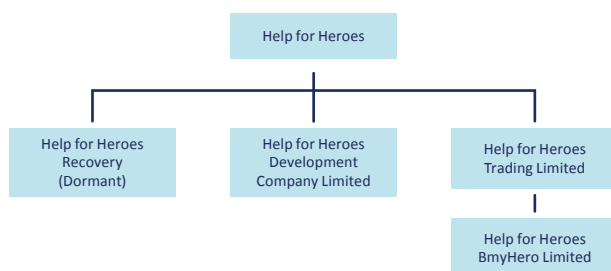 Help for Heroes
Help for Heroes
Recovery
(Dormant)
Help for Heroes
Development
Company Limited
Help for Heroes
Trading Limited
Help for Heroes
BmyHero Limited